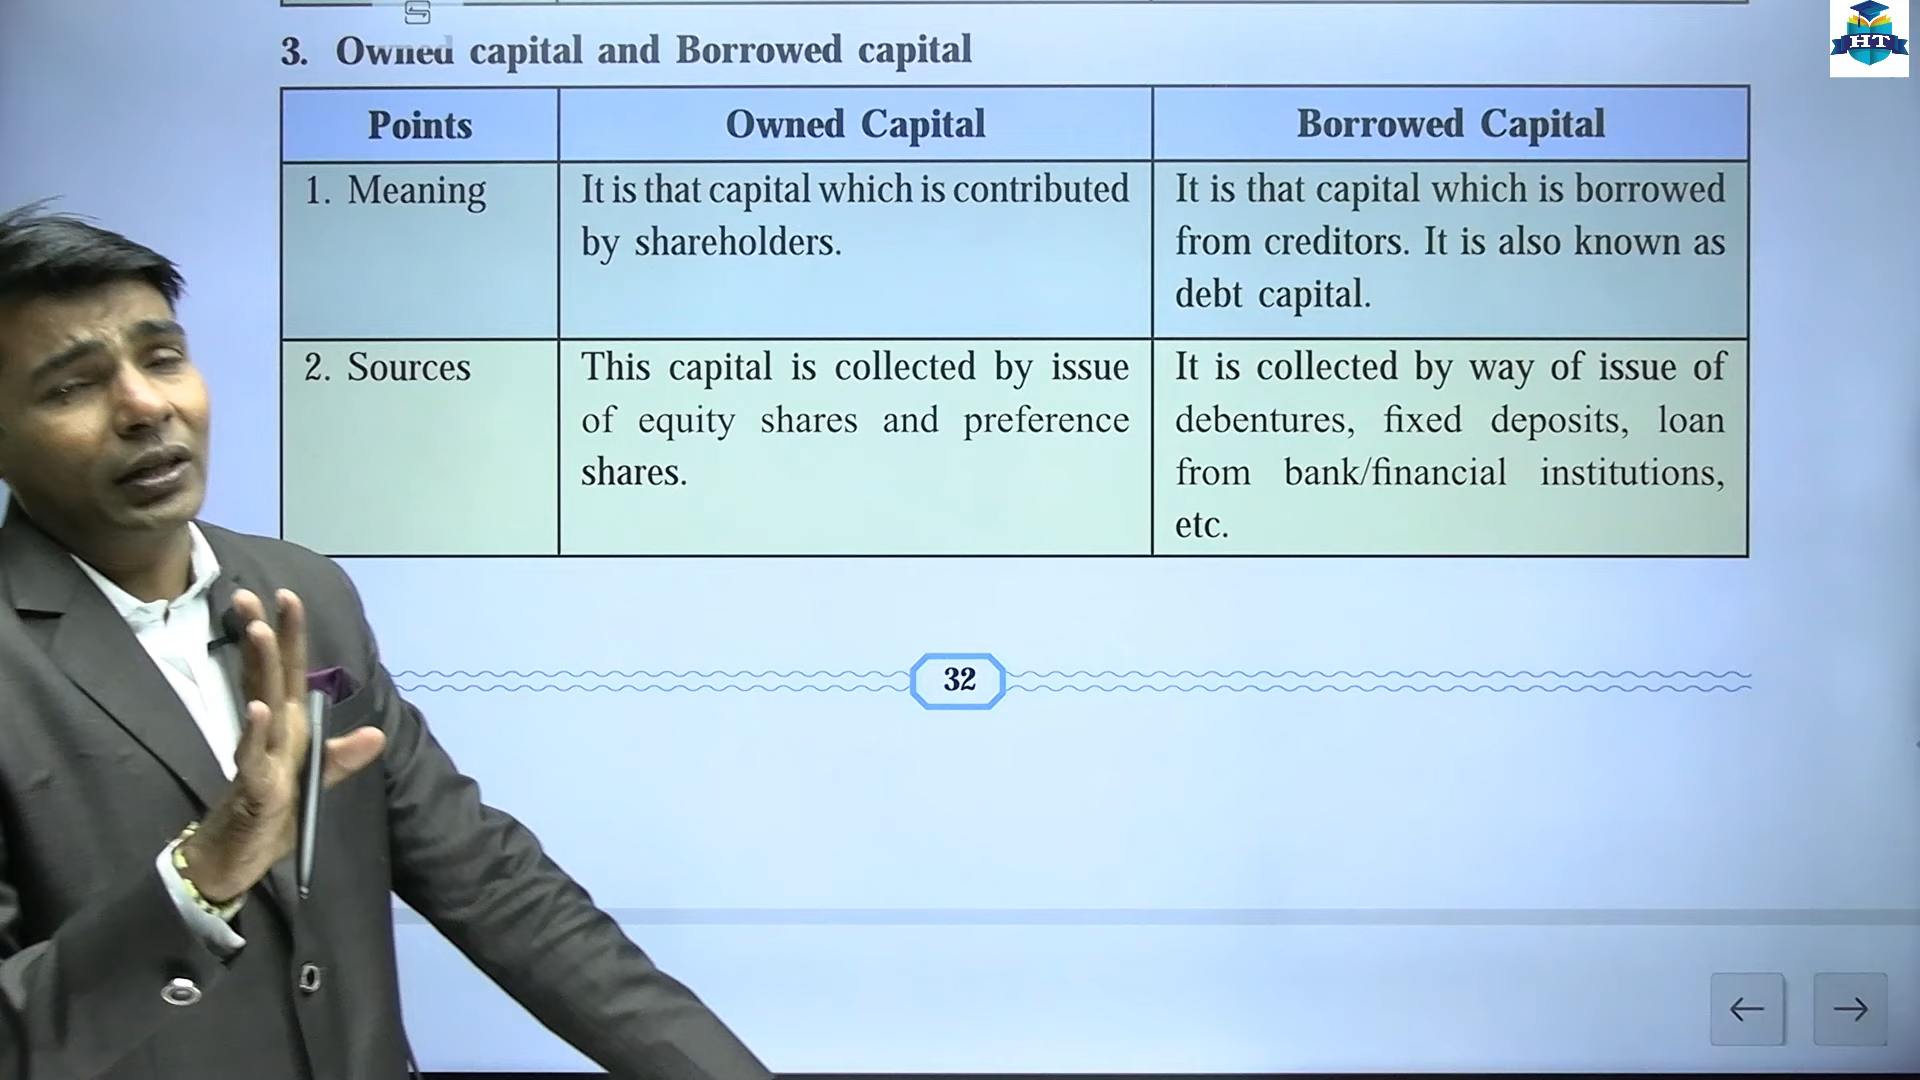 3. Owned capital and Borrowed capital
Points
Owned Capital
Borrowed Capital
1. Meaning
It is that capital which is contributed
by shareholders.
It is that capital which is borrowed
from creditors. It is also known as
debt capital.
2. Sources
This capital is collected by issue
of equity shares and preference
shares.
It is collected by way of issue of
debentures, fixed deposits, loan
from bank/financial institutions,
etc.
32
HT